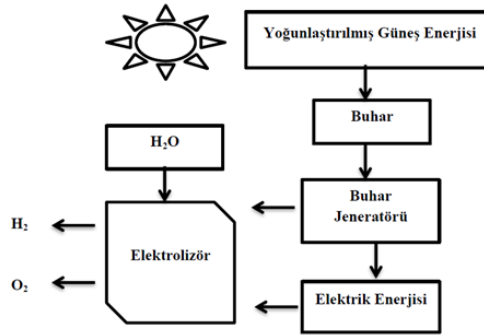 Yoğunlaştırılmış Güneş Enerjisi
Buhar
H₂O
Buhar
Jeneratörü
H₂
Elektrolizör
O₂
Elektrik Enerjisi